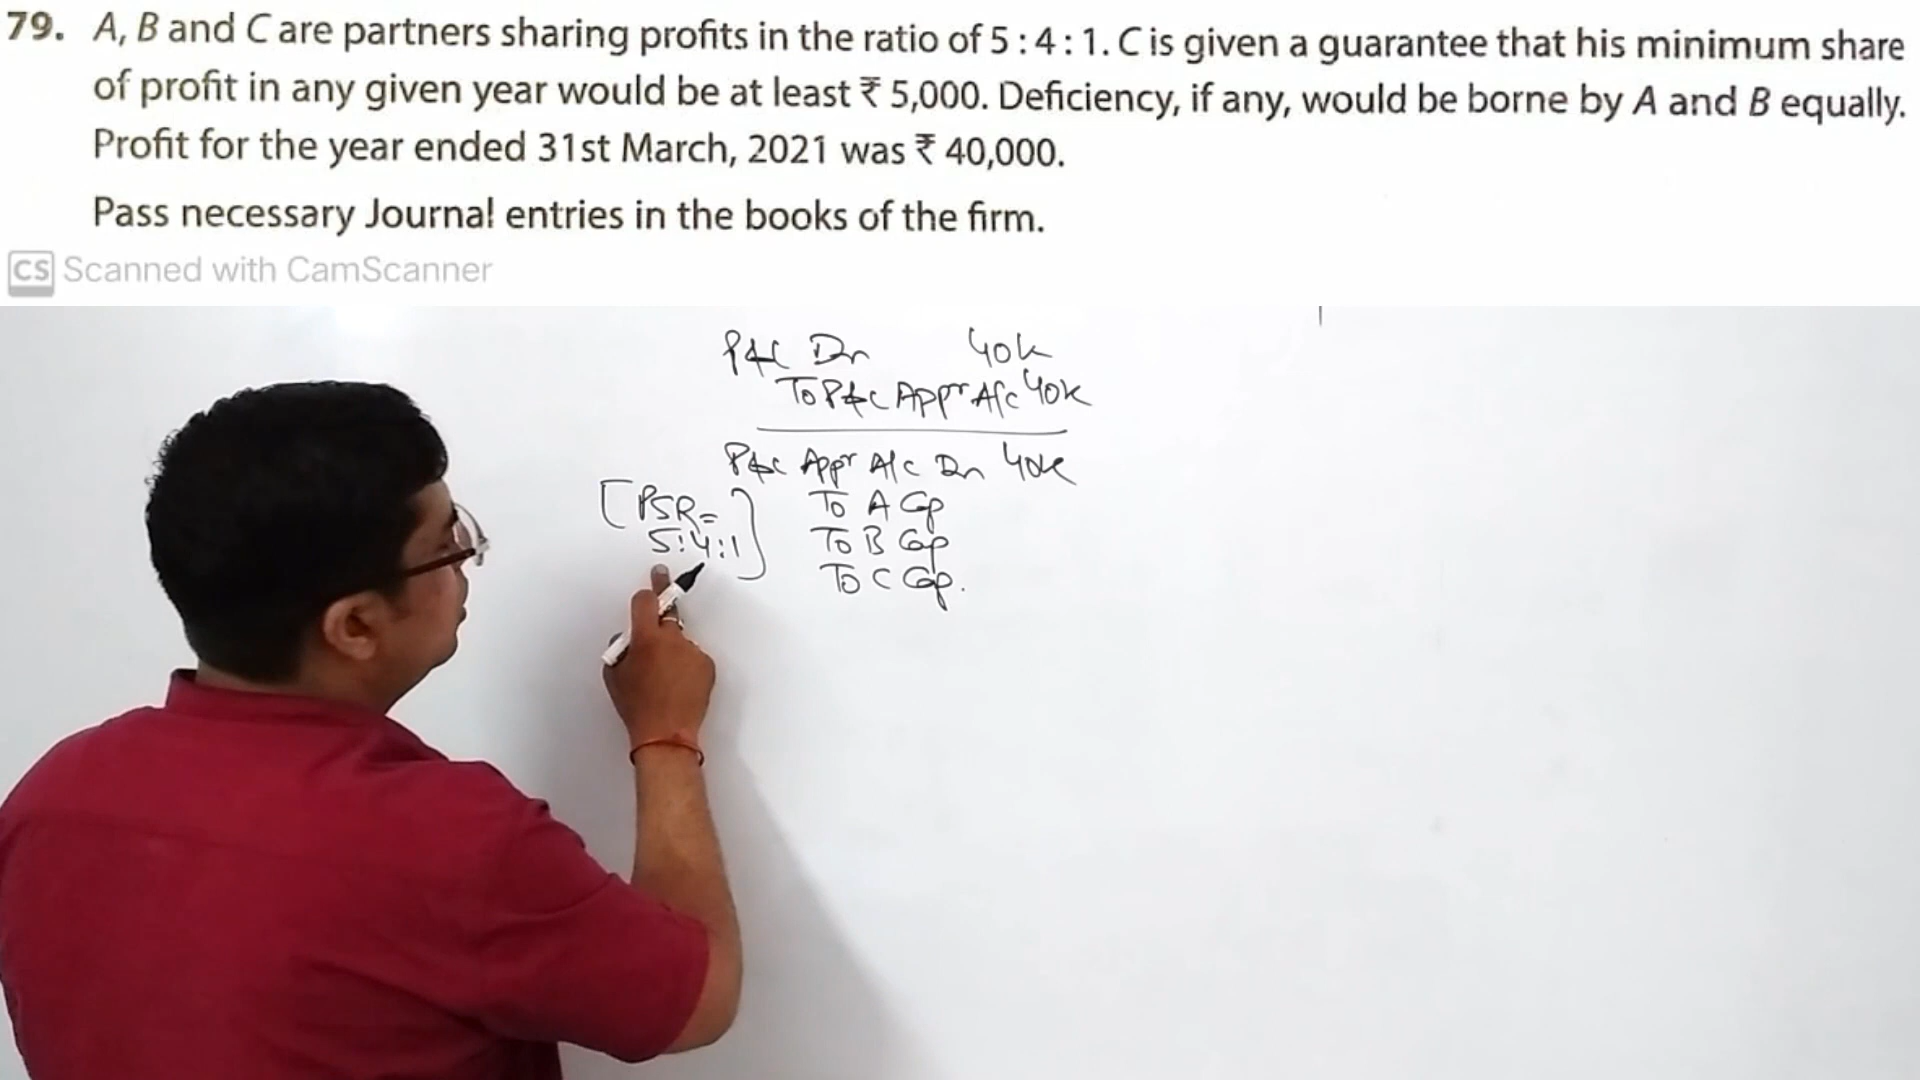 79. A, B and C are partners sharing profits in the ratio of 5 : 4 : 1. C is given a guarantee that his minimum share
of profit in any given year would be at least ₹ 5,000. Deficiency, if any, would be borne by A and B equally.
Profit for the year ended 31st March, 2021 was ₹ 40,000.
Pass necessary Journal entries in the books of the firm.
CS Scanned with CamScanner
P&L Dr 40k
To P&L Appr A/c 40k
P&L Appr A/c Dr 40k
[PSR=
5:4:1]
To A Cap
To B Cap
To C Cap.